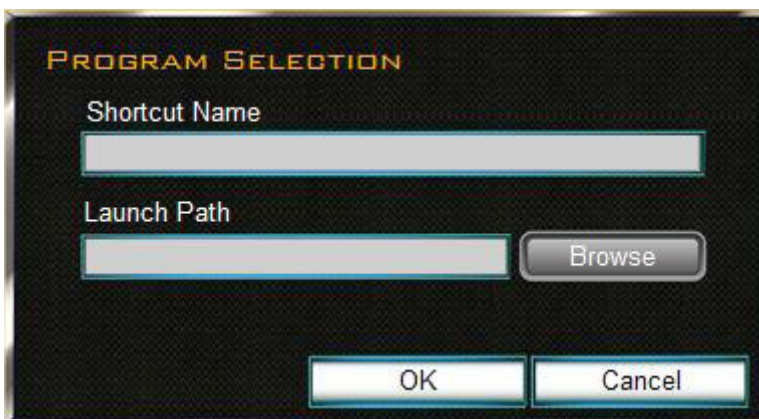 PROGRAM SELECTION
Shortcut Name
Launch Path
Browse
OK Cancel